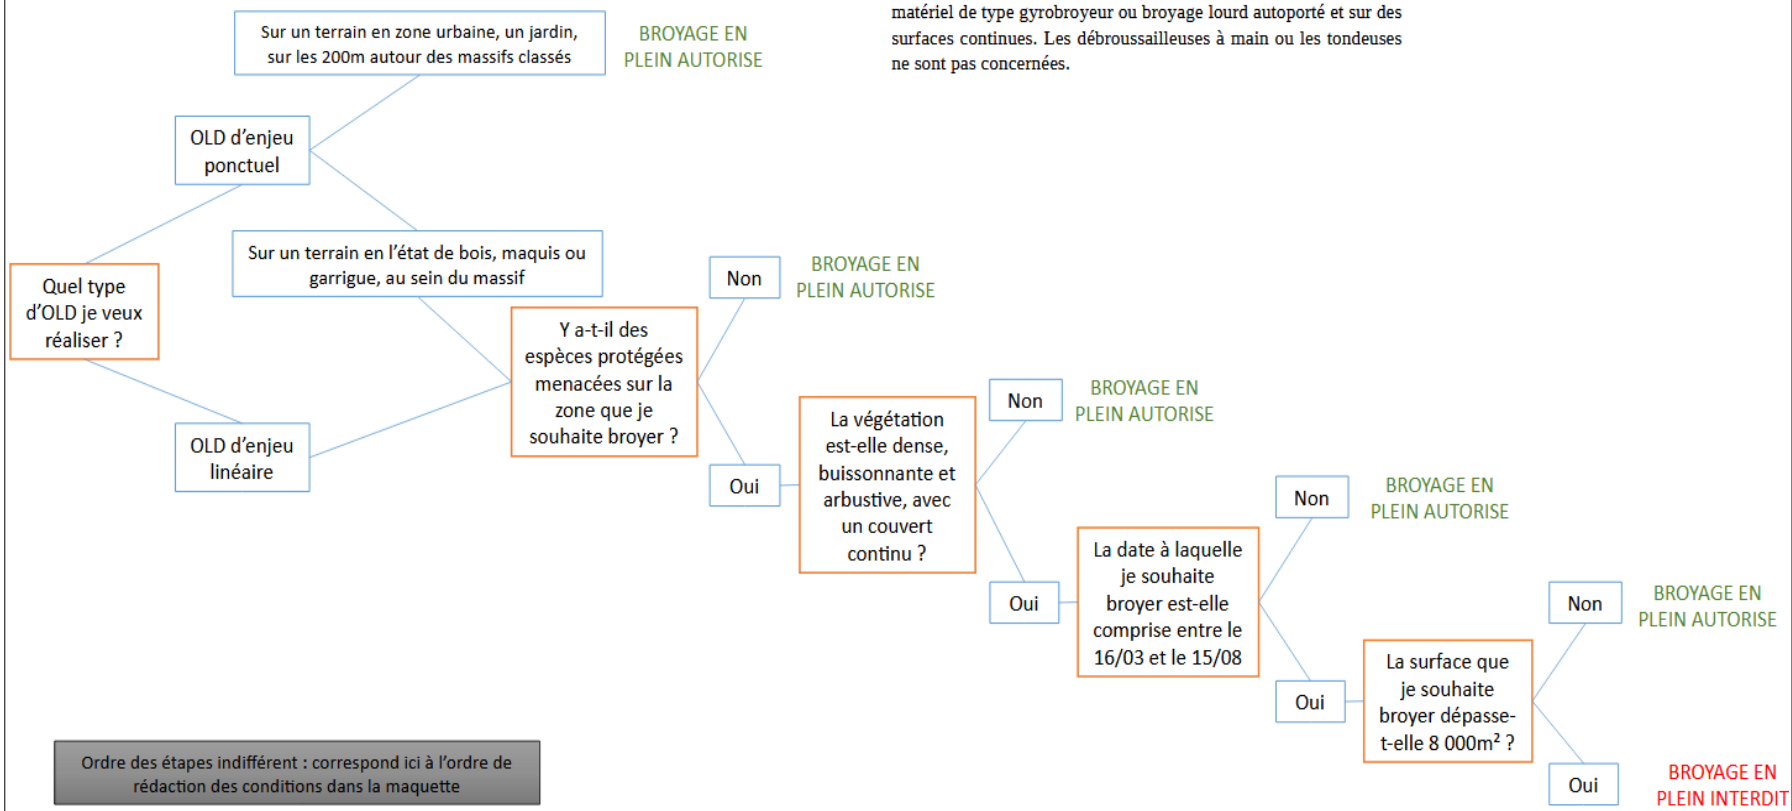 matériel de type gyrobroyeur ou broyage lourd autoporté et sur des
surfaces continues. Les débroussailleuses à main ou les tondeuses
ne sont pas concernées.
Sur un terrain en zone urbaine, un jardin,
sur les 200m autour des massifs classés
BROYAGE EN
PLEIN AUTORISE
OLD d'enjeu
ponctuel
Sur un terrain en l'état de bois, maquis ou
garrigue, au sein du massif
Quel type
d'OLD je veux
réaliser ?
OLD d'enjeu
linéaire
Y a-t-il des
espèces protégées
menacées sur la
zone que je
souhaite broyer ?
Non
BROYAGE EN
PLEIN AUTORISE
Oui
La végétation
est-elle dense,
buissonnante et
arbustive, avec
un couvert
continu ?
Non
BROYAGE EN
PLEIN AUTORISE
Oui
La date à laquelle
je souhaite
broyer est-elle
comprise entre le
16/03 et le 15/08
Non
BROYAGE EN
PLEIN AUTORISE
Oui
La surface que
je souhaite
broyer dépasse-
t-elle 8 000m² ?
Non
BROYAGE EN
PLEIN AUTORISE
Oui
BROYAGE EN
PLEIN INTERDIT
Ordre des étapes indifférent : correspond ici à l'ordre de
rédaction des conditions dans la maquette